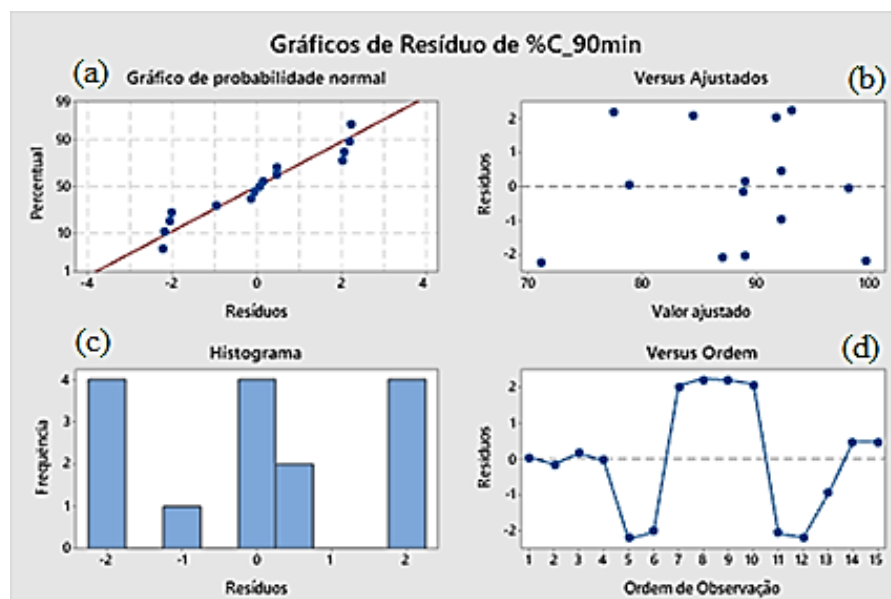 Gráficos de Resíduo de %C_90min
(a)
Gráfico de probabilidade normal
99
90
50
10
1
Percentual
-4 -2 0 2 4
Resíduos
Versus Ajustados
(b)
2
1
0
-1
-2
Resíduos
70 80 90 100
Valor ajustado
(c)
Histograma
4
3
2
1
0
Frequência
-2 -1 0 1 2
Resíduos
Versus Ordem
(d)
2
1
0
-1
-2
Resíduos
1 2 3 4 5 6 7 8 9 10 11 12 13 14 15
Ordem de Observação